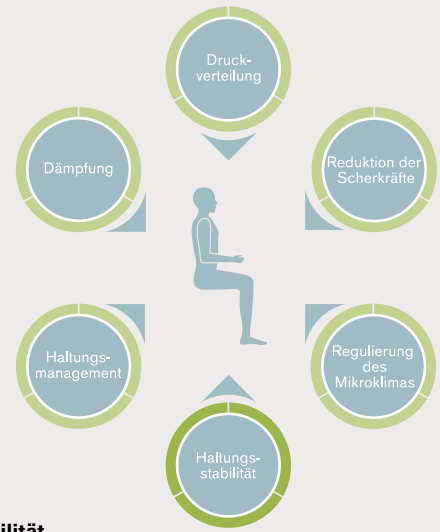 Druck-
verteilung
Dämpfung
Reduktion der
Scherkräfte
Haltungs-
management
Regulierung
des
Mikroklimas
Haltungs-
stabilität
ilität